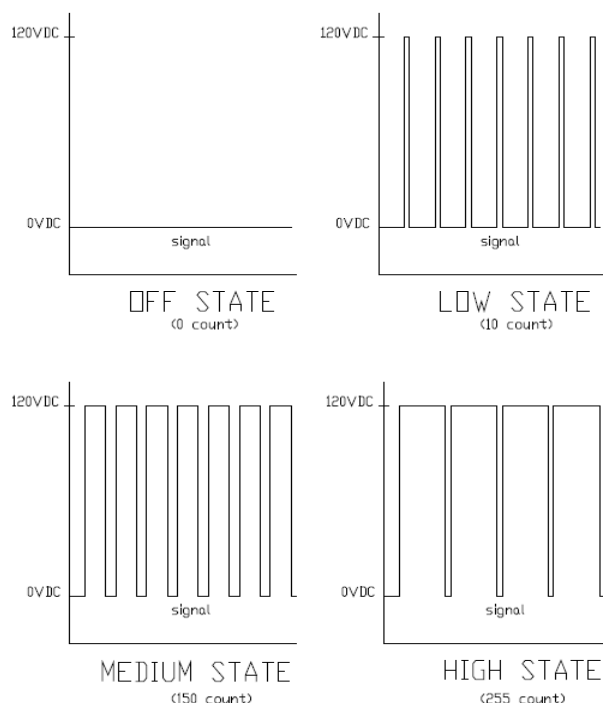 120VDC
0VDC
signal
OFF STATE
(0 count)
120VDC
0VDC
signal
LOW STATE
(10 count)
120VDC
0VDC
signal
MEDIUM STATE
(150 count)
120VDC
0VDC
signal
HIGH STATE
(255 count)